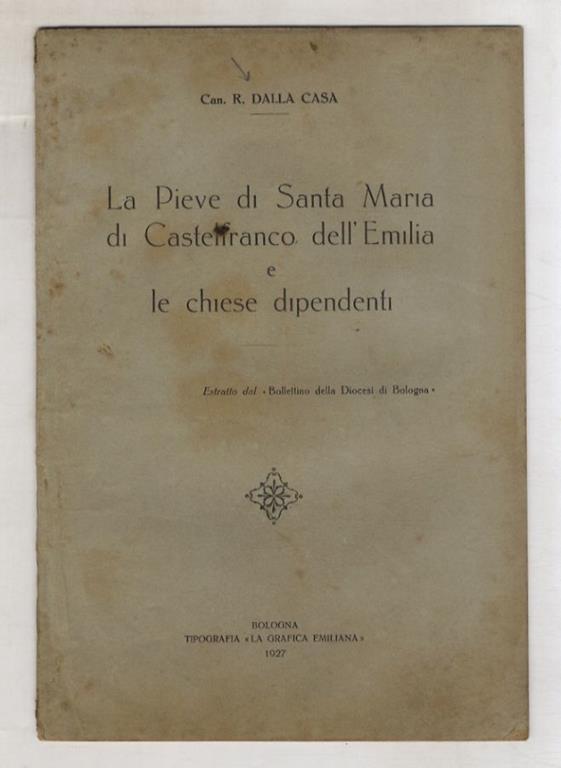 Can. R. DALLA CASA
La Pieve di Santa Maria
di Castelfranco dell'Emilia
e
le chiese dipendenti
Estratto dal « Bollettino della Diocesi di Bologna »
BOLOGNA
TIPOGRAFIA «LA GRAFICA EMILIANA»
1927